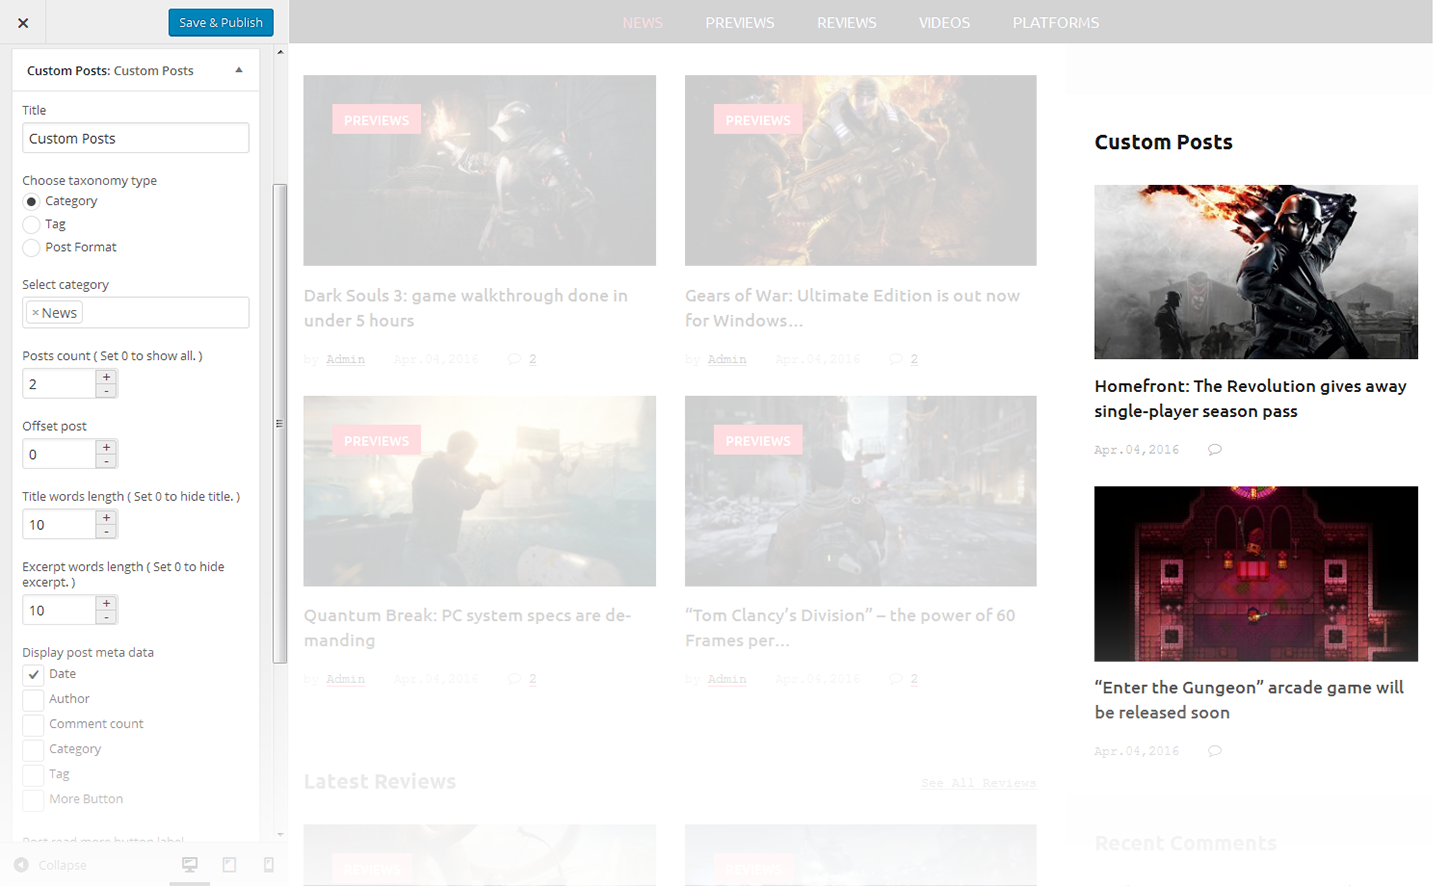 Save & Publish
NEWS PREVIEWS REVIEWS VIDEOS PLATFORMS
Custom Posts: Custom Posts
Title
Custom Posts
Choose taxonomy type
Category
Tag
Post Format
Select category
× News
Posts count ( Set 0 to show all. )
2
+
-
Offset post
0
+
-
Title words length ( Set 0 to hide title. )
10
+
-
Excerpt words length ( Set 0 to hide
excerpt. )
10
+
-
Display post meta data
Date
Author
Comment count
Category
Tag
More Button
Post read more button label
Collapse
PREVIEWS
Dark Souls 3: game walkthrough done in
under 5 hours
by Admin Apr.04,2016 2
PREVIEWS
Gears of War: Ultimate Edition is out now
for Windows...
by Admin Apr.04,2016 2
PREVIEWS
Quantum Break: PC system specs are de-
manding
by Admin Apr.04,2016 2
PREVIEWS
“Tom Clancy’s Division” – the power of 60
Frames per...
by Admin Apr.04,2016 2
Latest Reviews
See All Reviews
REVIEWS
REVIEWS
Custom Posts
Homefront: The Revolution gives away
single-player season pass
Apr.04,2016
“Enter the Gungeon” arcade game will
be released soon
Apr.04,2016
Recent Comments